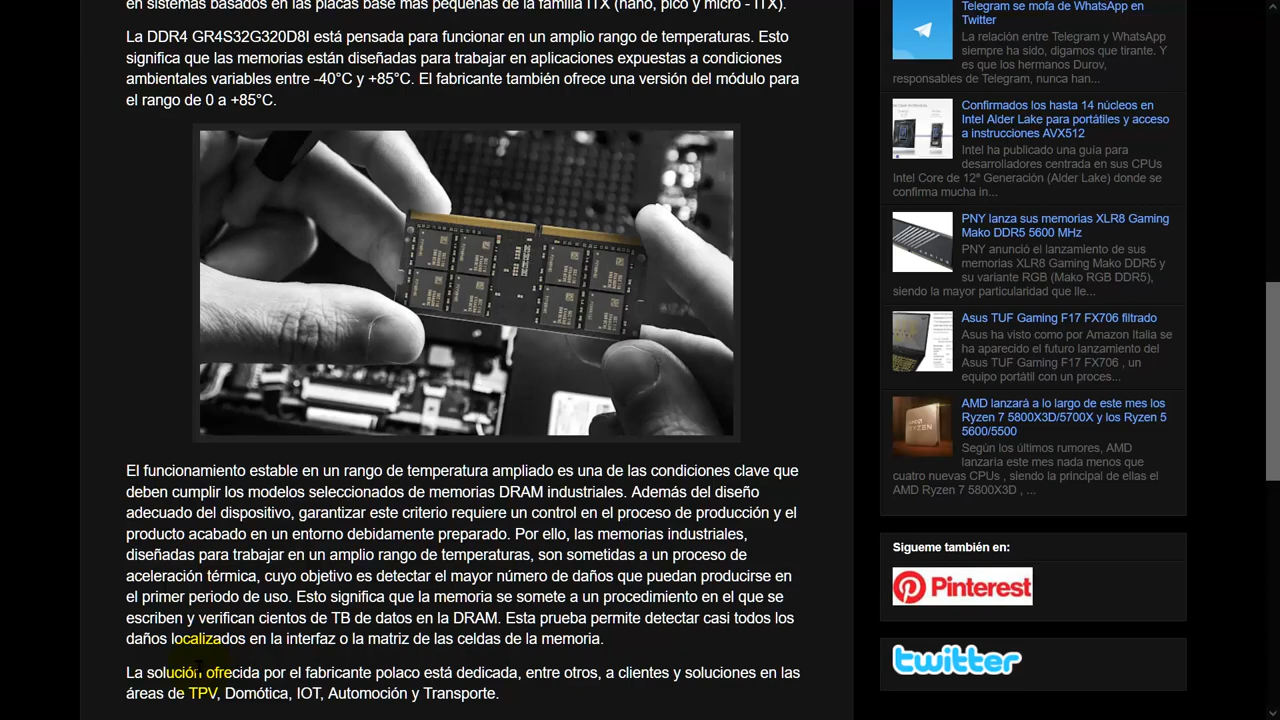 en sistemas basados en las placas base más pequeñas de la familia ITX (nano, pico y micro - ITX).
La DDR4 GR4S32G320D8I está pensada para funcionar en un amplio rango de temperaturas. Esto
significa que las memorias están diseñadas para trabajar en aplicaciones expuestas a condiciones
ambientales variables entre -40°C y +85°C. El fabricante también ofrece una versión del módulo para
el rango de 0 a +85°C.
El funcionamiento estable en un rango de temperatura ampliado es una de las condiciones clave que
deben cumplir los modelos seleccionados de memorias DRAM industriales. Además del diseño
adecuado del dispositivo, garantizar este criterio requiere un control en el proceso de producción y el
producto acabado en un entorno debidamente preparado. Por ello, las memorias industriales,
diseñadas para trabajar en un amplio rango de temperaturas, son sometidas a un proceso de
aceleración térmica, cuyo objetivo es detectar el mayor número de daños que puedan producirse en
el primer periodo de uso. Esto significa que la memoria se somete a un procedimiento en el que se
escriben y verifican cientos de TB de datos en la DRAM. Esta prueba permite detectar casi todos los
daños localizados en la interfaz o la matriz de las celdas de la memoria.
La solución ofrecida por el fabricante polaco está dedicada, entre otros, a clientes y soluciones en las
áreas de TPV, Domótica, IOT, Automoción y Transporte.
Telegram se mofa de WhatsApp en
Twitter
La relación entre Telegram y WhatsApp
siempre ha sido, digamos que tirante. Y
es que los hermanos Durov,
responsables de Telegram, nunca han...
Confirmados los hasta 14 núcleos en
Intel Alder Lake para portátiles y acceso
a instrucciones AVX512
Intel ha publicado una guía para
desarrolladores centrada en sus CPUs
Intel Core de 12° Generación (Alder Lake) donde se
confirma mucha in...
PNY lanza sus memorias XLR8 Gaming
Mako DDR5 5600 MHz
PNY anunció el lanzamiento de sus
memorias XLR8 Gaming Mako DDR5 y
su variante RGB (Mako RGB DDR5),
siendo la mayor particularidad que lle...
Asus TUF Gaming F17 FX706 filtrado
Asus ha visto como por Amazon Italia se
ha aparecido el futuro lanzamiento del
Asus TUF Gaming F17 FX706 , un
equipo portátil con un proces...
AMD lanzará a lo largo de este mes los
Ryzen 7 5800X3D/5700X y los Ryzen 5
5600/5500
Según los últimos rumores, AMD
lanzaría este mes nada menos que
cuatro nuevas CPUs , siendo la principal de ellas el
AMD Ryzen 7 5800X3D , ...
Sigueme también en:
Pinterest
twitter